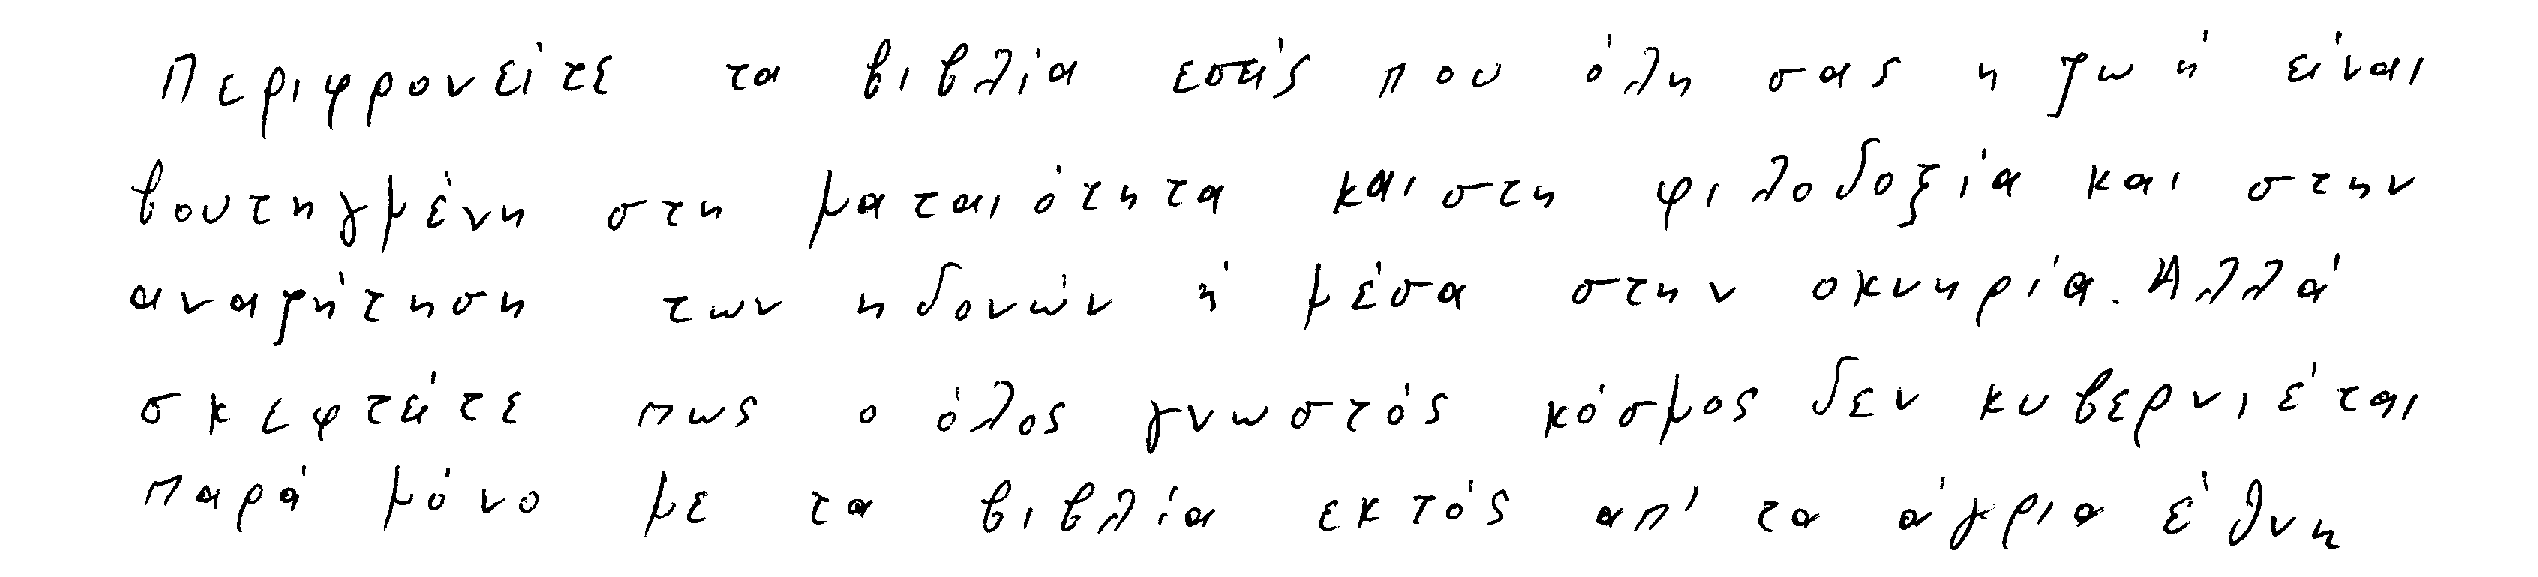 Περιφρονείτε τα βιβλία εσείς που όλη σας η ζωή είναι
βουτηγμένη στη ματαιότητα και στη φιλοδοξία και στην
αναζήτηση των ηδονών ή μέσα στην οκνηρία. Αλλά
σκεφτείτε πως ο όλος γνωστός κόσμος δεν κυβερνιέται
παρά μόνο με τα βιβλία εκτός απ' τα άγρια έθνη